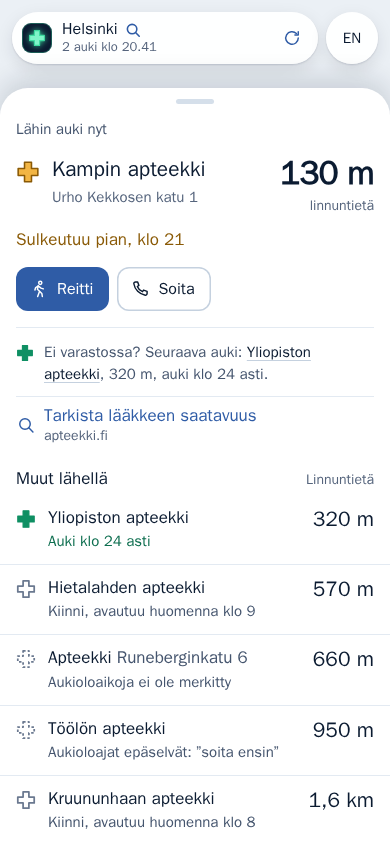 Helsinki
2 auki klo 20.41
EN
Lähin auki nyt
Kampin apteekki
130 m
Urho Kekkosen katu 1
linnuntietä
Sulkeutuu pian, klo 21
Reitti
Soita
Ei varastossa? Seuraava auki: Yliopiston
apteekki, 320 m, auki klo 24 asti.
Tarkista lääkkeen saatavuus
apteekki.fi
Muut lähellä
Linnuntietä
Yliopiston apteekki
320 m
Auki klo 24 asti
Hietalahden apteekki
570 m
Kiinni, avautuu huomenna klo 9
Apteekki Runeberginkatu 6
660 m
Aukioloaikoja ei ole merkitty
Töölön apteekki
950 m
Aukioloajat epäselvät: ”soita ensin”
Kruununhaan apteekki
1,6 km
Kiinni, avautuu huomenna klo 8